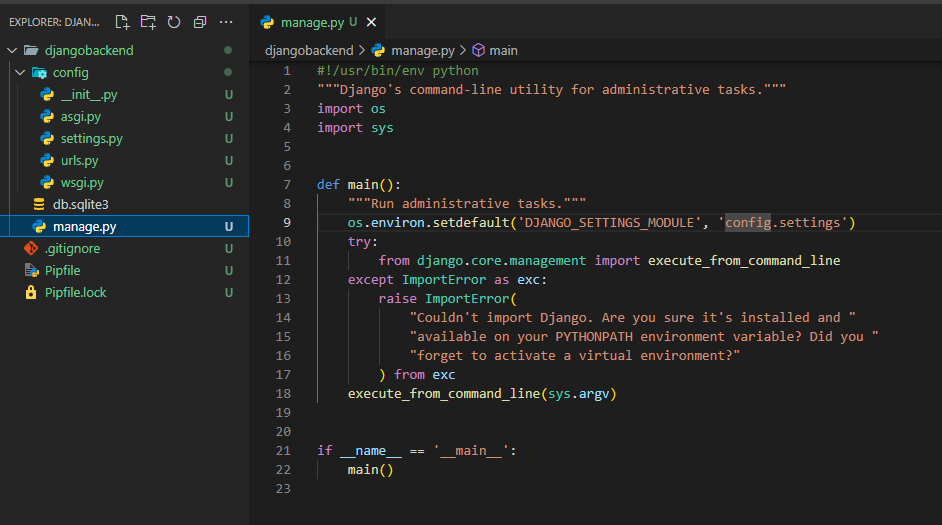 EXPLORER: DJAN...
manage.py U
djangobackend
config
__init__.py U
asgi.py U
settings.py U
urls.py U
wsgi.py U
db.sqlite3
manage.py U
.gitignore U
Pipfile U
Pipfile.lock U
djangobackend > manage.py > main
1 #!/usr/bin/env python
2 """Django's command-line utility for administrative tasks."""
3 import os
4 import sys
5
6
7 def main():
8     """Run administrative tasks."""
9     os.environ.setdefault('DJANGO_SETTINGS_MODULE', 'config.settings')
10     try:
11         from django.core.management import execute_from_command_line
12     except ImportError as exc:
13         raise ImportError(
14             "Couldn't import Django. Are you sure it's installed and "
15             "available on your PYTHONPATH environment variable? Did you "
16             "forget to activate a virtual environment?"
17         ) from exc
18     execute_from_command_line(sys.argv)
19
20
21 if __name__ == '__main__':
22     main()
23